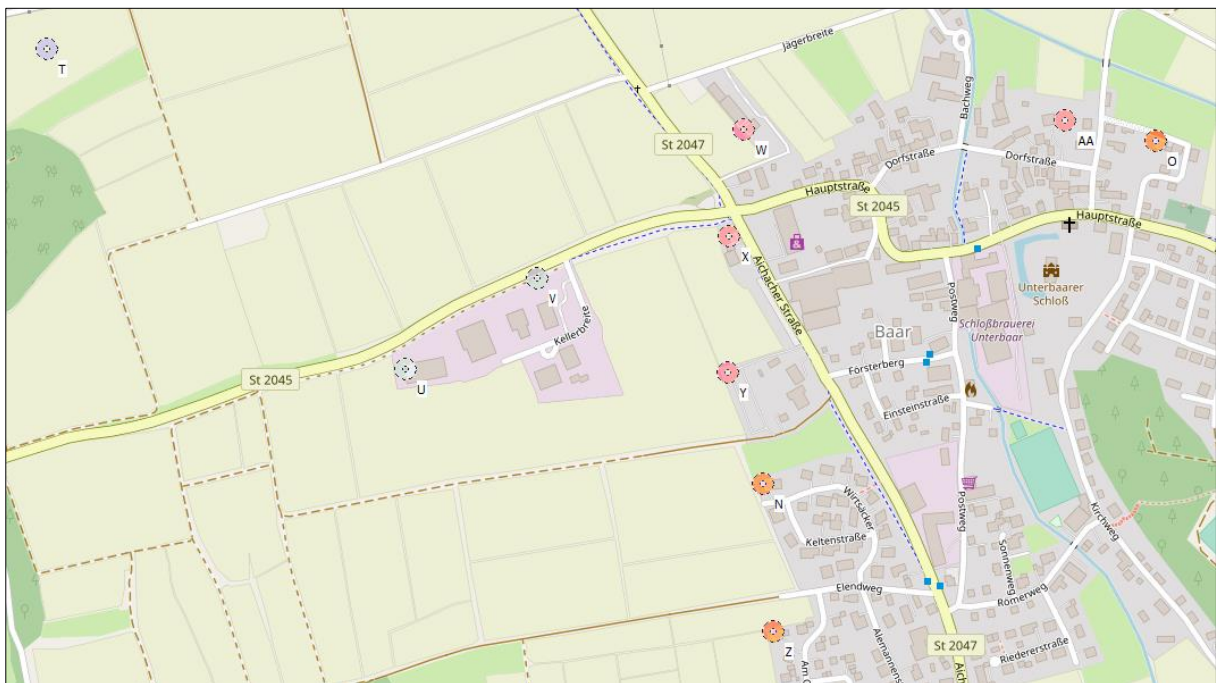 Jägerbreite
T
Bachweg
St 2047
W
Dorfstraße
Dorfstraße
AA
O
Hauptstraße
St 2045
Hauptstraße
X
Aichacher Straße
V
Kellerbreite
Postweg
Unterbaarer
Schloß
Schloßbrauerei
Unterbaar
Baar
St 2045
U
Y
Försterberg
Einsteinstraße
N
Wirtsäcker
Keltenstraße
Postweg
Kirchweg
Sonnenweg
Elendweg
Römerweg
Z
St 2047
Riedererstraße